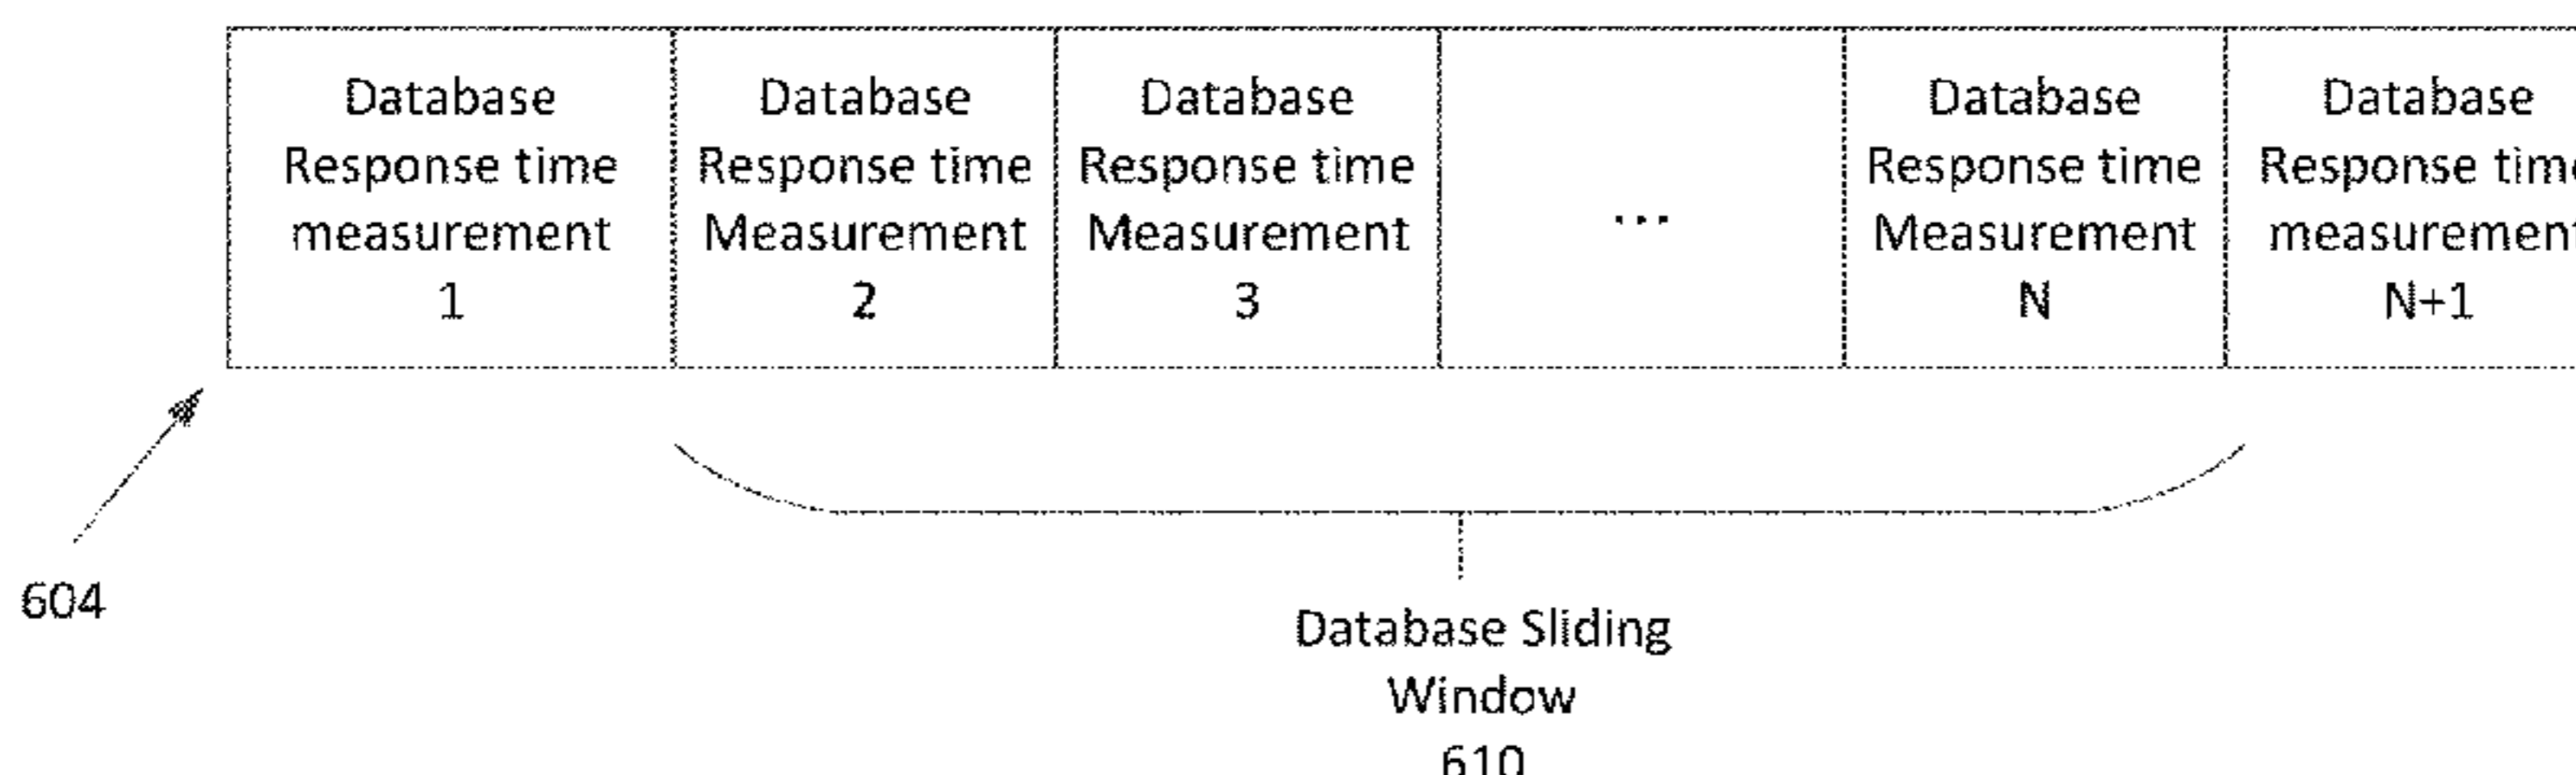 Database
Response time
measurement
1
Database
Response time
Measurement
2
Database
Response time
Measurement
3
...
Database
Response time
Measurement
N
Database
Response time
measurement
N+1
604
Database Sliding
Window
610